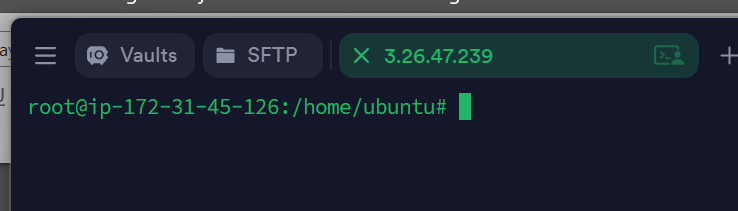 Vaults
SFTP
3.26.47.239
root@ip-172-31-45-126:/home/ubuntu#